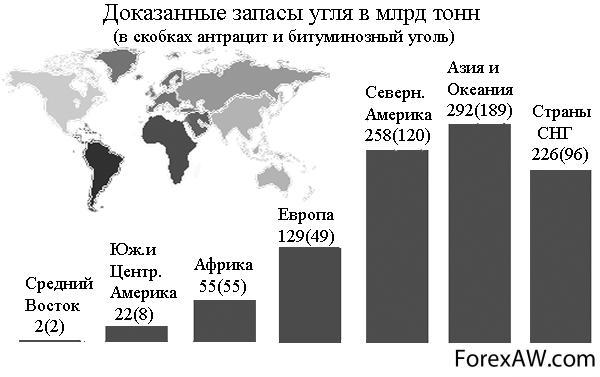 Доказанные запасы угля в млрд тонн
(в скобках антрацит и битуминозный уголь)
Средний
Восток
2(2)
Юж.и
Центр.
Америка
22(8)
Африка
55(55)
Европа
129(49)
Северн.
Америка
258(120)
Азия и
Океания
292(189)
Страны
СНГ
226(96)
ForexAW.com